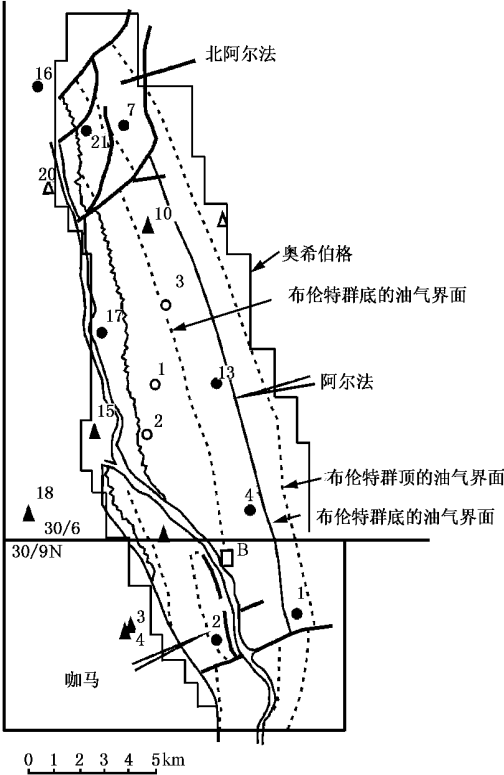 北阿尔法
16
7
21
20
10
奥希伯格
3
布伦特群底的油气界面
17
1
13
阿尔法
2
15
布伦特群顶的油气界面
18
4
布伦特群底的油气界面
30/6
30/9N
B
1
3
2
4
咖马
0 1 2 3 4 5km